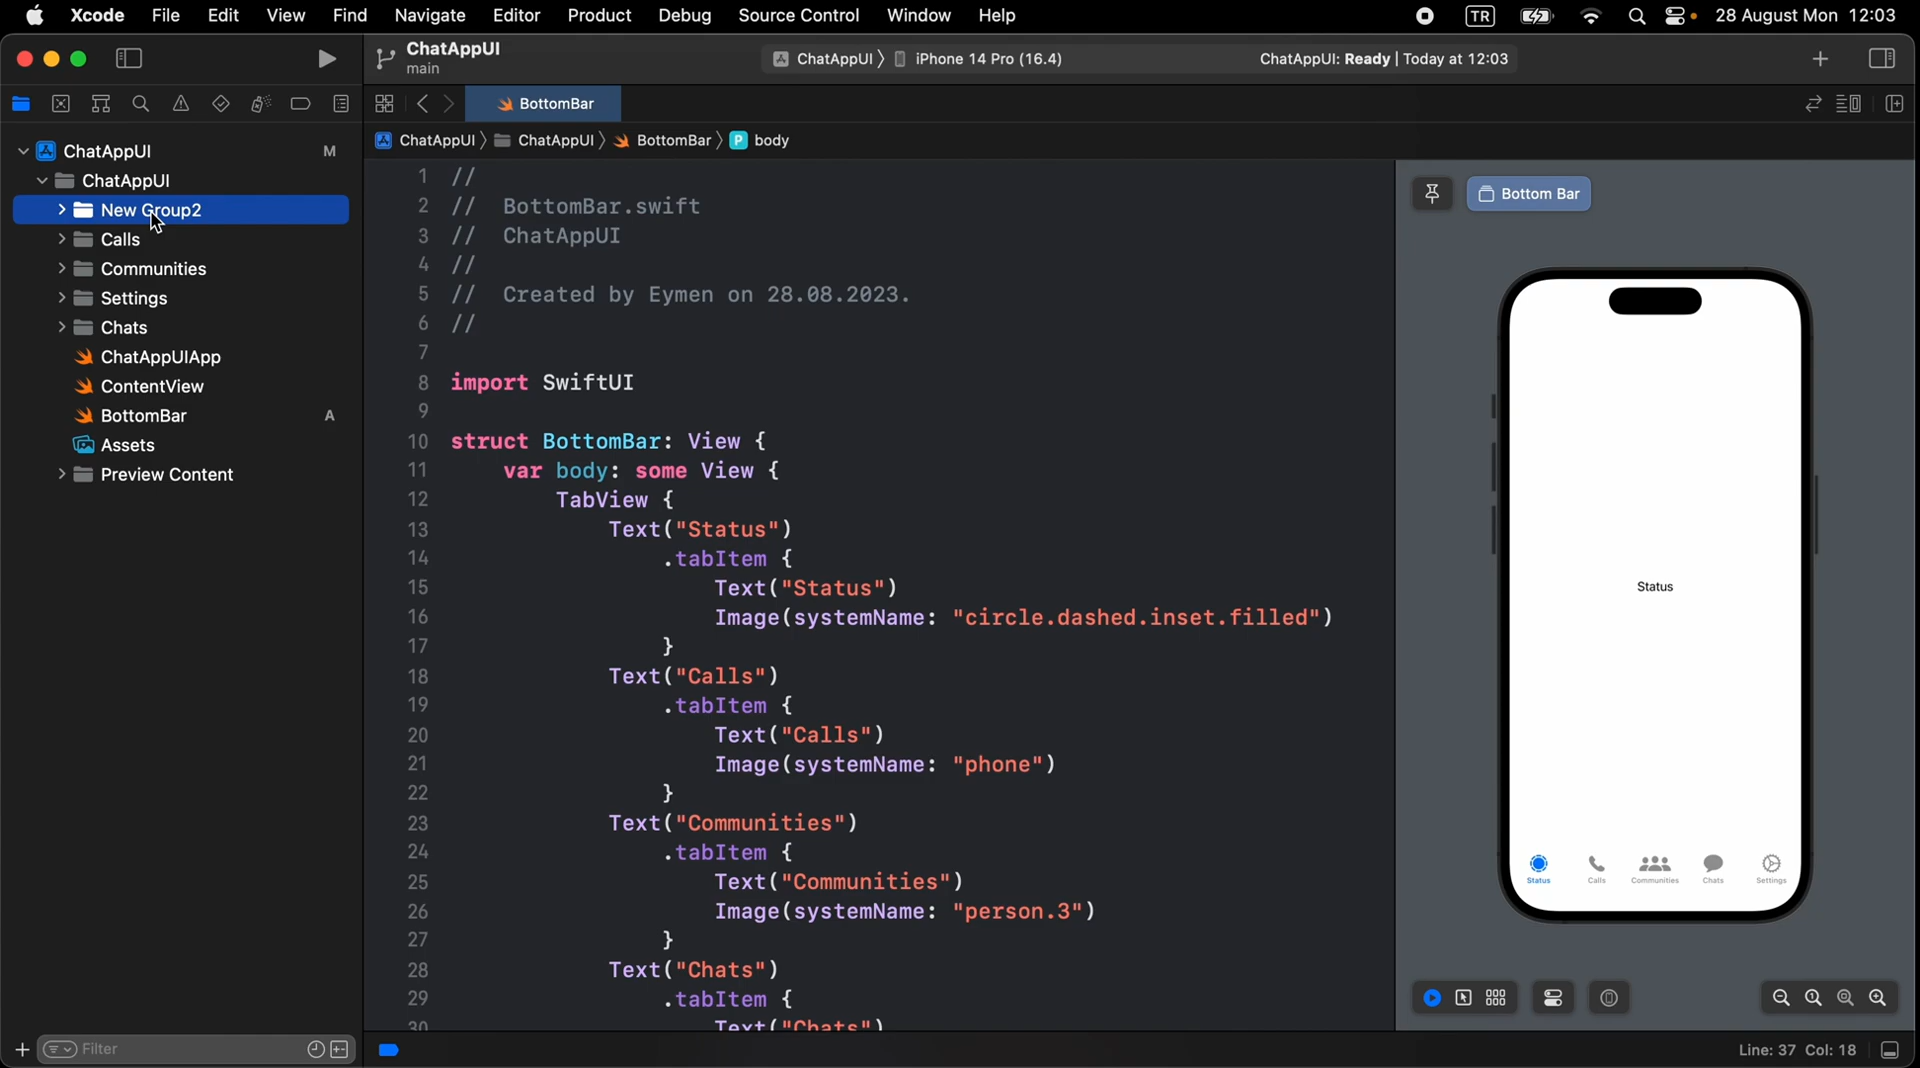 Xcode File Edit View Find Navigate Editor Product Debug Source Control Window Help TR 28 August Mon 12:03
ChatAppUI
main
ChatAppUI iPhone 14 Pro (16.4) ChatAppUI: Ready | Today at 12:03
BottomBar
ChatAppUI ChatAppUI BottomBar P body
ChatAppUI M
ChatAppUI
New Group2
Calls
Communities
Settings
Chats
ChatAppUIApp
ContentView
BottomBar A
Assets
Preview Content
Filter
1 //
2 // BottomBar.swift
3 // ChatAppUI
4 //
5 // Created by Eymen on 28.08.2023.
6 //
7
8 import SwiftUI
9
10 struct BottomBar: View {
11 var body: some View {
12 TabView {
13 Text("Status")
14 .tabItem {
15 Text("Status")
16 Image(systemName: "circle.dashed.inset.filled")
17 }
18 Text("Calls")
19 .tabItem {
20 Text("Calls")
21 Image(systemName: "phone")
22 }
23 Text("Communities")
24 .tabItem {
25 Text("Communities")
26 Image(systemName: "person.3")
27 }
28 Text("Chats")
29 .tabItem {
30 Text("Chats")
Bottom Bar
Status
Status Calls Communities Chats Settings
Line: 37 Col: 18